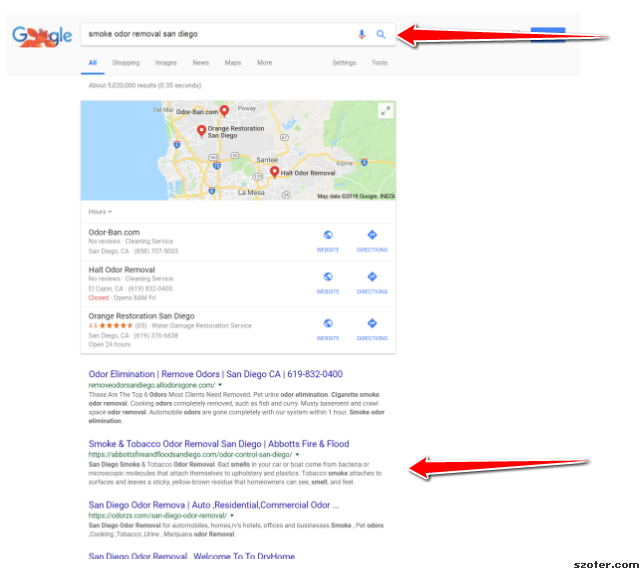 Google
smoke odor removal san diego
All Shopping Images News Maps More Settings Tools
About 5,020,000 results (0.35 seconds)
Del Mar Odor-Ban.com Poway
Orange Restoration
San Diego
67
5
163
52
Santee
15
125
Alpine 8
Halt Odor Removal
La Mesa
54
Map data ©2018 Google, INEGI
Hours
Odor-Ban.com
No reviews · Cleaning Service
San Diego, CA · (858) 707-5003
WEBSITE DIRECTIONS
Halt Odor Removal
No reviews · Cleaning Service
El Cajon, CA · (619) 832-0400
Closed · Opens 8AM Fri
WEBSITE DIRECTIONS
Orange Restoration San Diego
4.6 (65) · Water Damage Restoration Service
San Diego, CA · (619) 376-6838
Open 24 hours
WEBSITE DIRECTIONS
Odor Elimination | Remove Odors | San Diego CA | 619-832-0400
removeodorsandiego.allodorsgone.com/
These Are The Top 6 Odors Most Clients Need Removed. Pet urine odor elimination. Cigarette smoke
odor removal. Cooking odors completely removed, such as fish and curry. Musty basement and crawl
space odor removal. Automobile odors are gone completely with our system within 1 hour. Smoke odor
elimination.
Smoke & Tobacco Odor Removal San Diego | Abbotts Fire & Flood
https://abbottsfireandfloodsandiego.com/odor-control-san-diego/
San Diego Smoke & Tobacco Odor Removal. Bad smells in your car or boat come from bacteria or
microscopic molecules that attach themselves to upholstery and plastics. Tobacco smoke attaches to
surfaces and leaves a sticky, yellow-brown residue that homeowners can see, smell, and feel.
San Diego Odor Remova | Auto ,Residential,Commercial Odor ...
https://odorzx.com/san-diego-odor-removal/
San Diego Odor Removal for automobiles, homes,rv's hotels, offices and businesses.Smoke , Pet odors
,Cooking ,Tobacco ,Urine , Marijuana odor Removal.
San Diego Odor Removal , Welcome To To DryHome
szoter.com